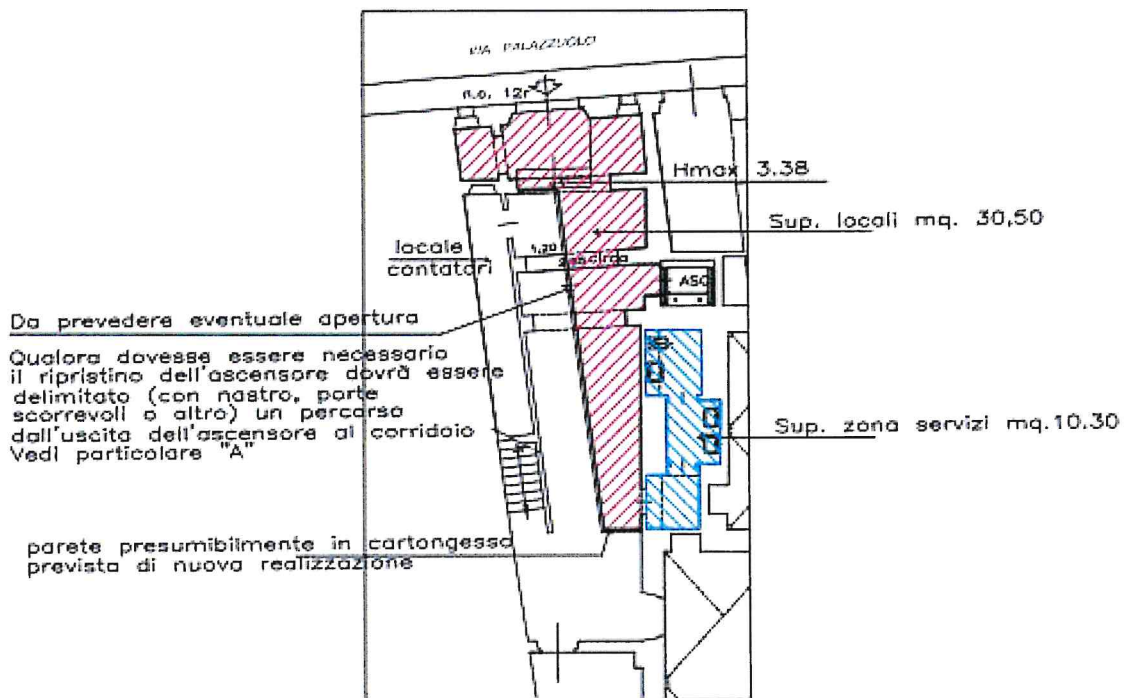 VIA PALAZZUOLO
n.c. 12r
Hmax 3.38
Sup. locali mq. 30,50
locale
contatori
4.20
circa
ASC
Da prevedere eventuale apertura
Qualora dovesse essere necessario
il ripristino dell'ascensore dovrà essere
delimitato (con nastro, porte
scorrevoli o altro) un percorso
dall'uscita dell'ascensore al corridoio
Vedi particolare "A"
Sup. zona servizi mq.10.30
parete presumibilmente in cartongesso
prevista di nuova realizzazione